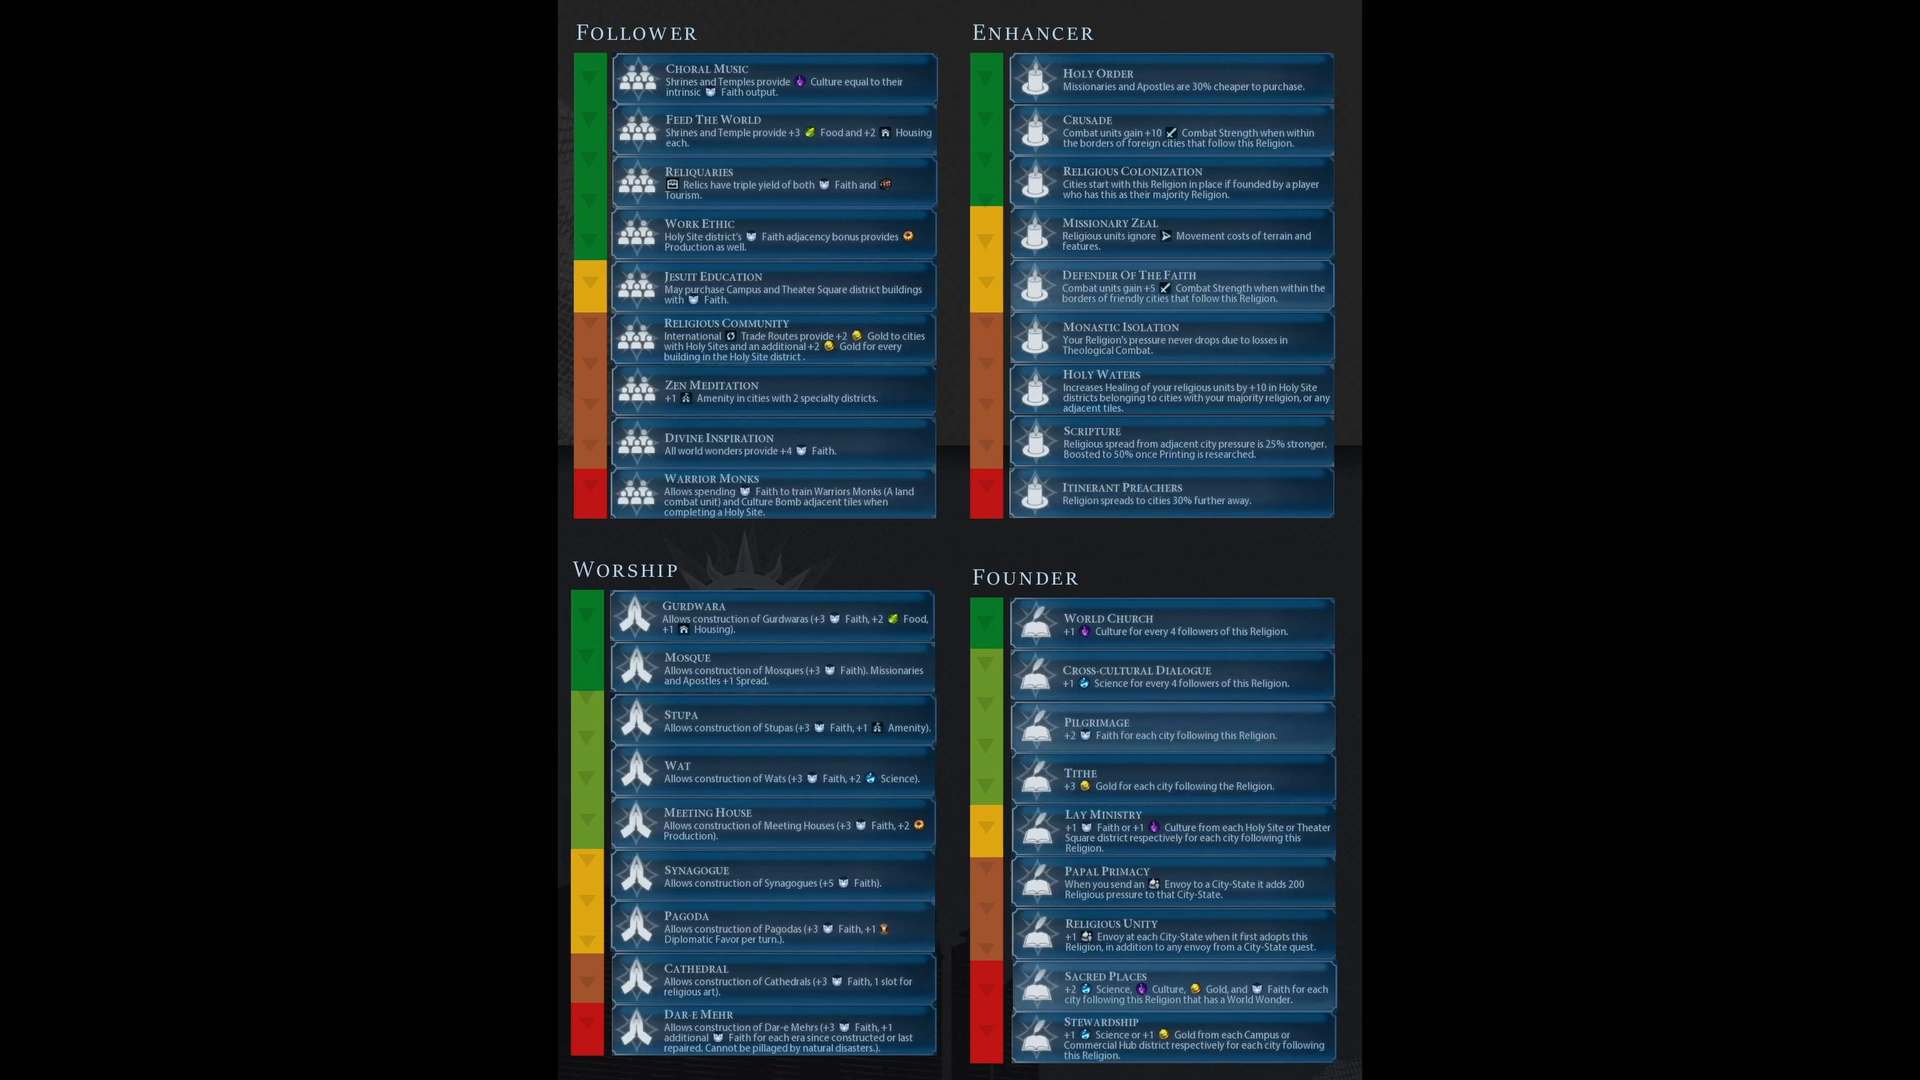 FOLLOWER
CHORAL MUSIC
Shrines and Temples provide Culture equal to their
intrinsic Faith output.
FEED THE WORLD
Shrines and Temple provide +3 Food and +2 Housing
each.
RELIQUARIES
Relics have triple yield of both Faith and
Tourism.
WORK ETHIC
Holy Site district's Faith adjacency bonus provides
Production as well.
JESUIT EDUCATION
May purchase Campus and Theater Square district buildings
with Faith.
RELIGIOUS COMMUNITY
International Trade Routes provide +2 Gold to cities
with Holy Sites and an additional +2 Gold for every
building in the Holy Site district .
ZEN MEDITATION
+1 Amenity in cities with 2 specialty districts.
DIVINE INSPIRATION
All world wonders provide +4 Faith.
WARRIOR MONKS
Allows spending Faith to train Warriors Monks (A land
combat unit) and Culture Bomb adjacent tiles when
completing a Holy Site.
ENHANCER
HOLY ORDER
Missionaries and Apostles are 30% cheaper to purchase.
CRUSADE
Combat units gain +10 Combat Strength when within
the borders of foreign cities that follow this Religion.
RELIGIOUS COLONIZATION
Cities start with this Religion in place if founded by a player
who has this as their majority Religion.
MISSIONARY ZEAL
Religious units ignore Movement costs of terrain and
features.
DEFENDER OF THE FAITH
Combat units gain +5 Combat Strength when within the
borders of friendly cities that follow this Religion.
MONASTIC ISOLATION
Your Religion's pressure never drops due to losses in
Theological Combat.
HOLY WATERS
Increases Healing of your religious units by +10 in Holy Site
districts belonging to cities with your majority religion, or any
adjacent tiles.
SCRIPTURE
Religious spread from adjacent city pressure is 25% stronger.
Boosted to 50% once Printing is researched.
ITINERANT PREACHERS
Religion spreads to cities 30% further away.
WORSHIP
GURDWARA
Allows construction of Gurdwaras (+3 Faith, +2 Food,
+1 Housing).
MOSQUE
Allows construction of Mosques (+3 Faith). Missionaries
and Apostles +1 Spread.
STUPA
Allows construction of Stupas (+3 Faith, +1 Amenity).
WAT
Allows construction of Wats (+3 Faith, +2 Science).
MEETING HOUSE
Allows construction of Meeting Houses (+3 Faith, +2
Production).
SYNAGOGUE
Allows construction of Synagogues (+5 Faith).
PAGODA
Allows construction of Pagodas (+3 Faith, +1
Diplomatic Favor per turn.).
CATHEDRAL
Allows construction of Cathedrals (+3 Faith, 1 slot for
religious art).
DAR-E MEHR
Allows construction of Dar-e Mehrs (+3 Faith, +1
additional Faith for each era since constructed or last
repaired. Cannot be pillaged by natural disasters.).
FOUNDER
WORLD CHURCH
+1 Culture for every 4 followers of this Religion.
CROSS-CULTURAL DIALOGUE
+1 Science for every 4 followers of this Religion.
PILGRIMAGE
+2 Faith for each city following this Religion.
TITHE
+3 Gold for each city following the Religion.
LAY MINISTRY
+1 Faith or +1 Culture from each Holy Site or Theater
Square district respectively for each city following this
Religion.
PAPAL PRIMACY
When you send an Envoy to a City-State it adds 200
Religious pressure to that City-State.
RELIGIOUS UNITY
+1 Envoy at each City-State when it first adopts this
Religion, in addition to any envoy from a City-State quest.
SACRED PLACES
+2 Science, Culture, Gold, and Faith for each
city following this Religion that has a World Wonder.
STEWARDSHIP
+1 Science or +1 Gold from each Campus or
Commercial Hub district respectively for each city following
this Religion.